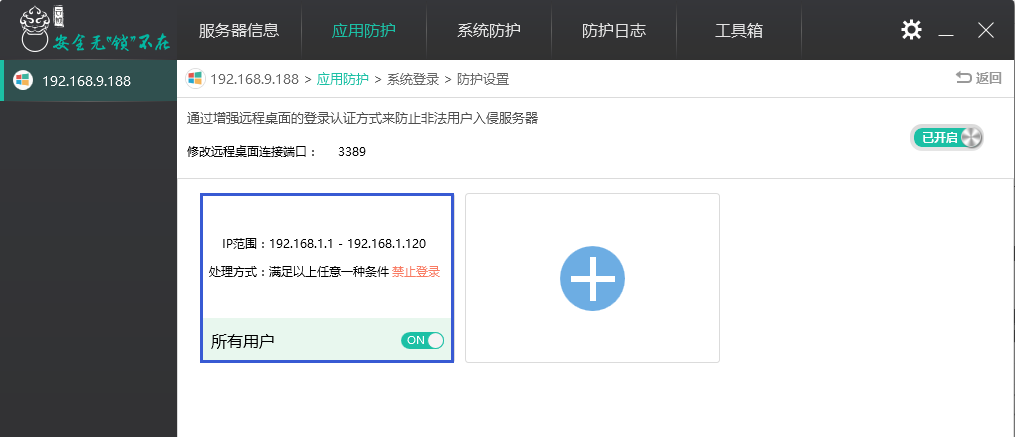 安全无“锁”不在
服务器信息
应用防护
系统防护
防护日志
工具箱
192.168.9.188
192.168.9.188 > 应用防护 > 系统登录 > 防护设置
返回
通过增强远程桌面的登录认证方式来防止非法用户入侵服务器
已开启
修改远程桌面连接端口： 3389
IP范围：192.168.1.1 - 192.168.1.120
处理方式：满足以上任意一种条件 禁止登录
所有用户
ON